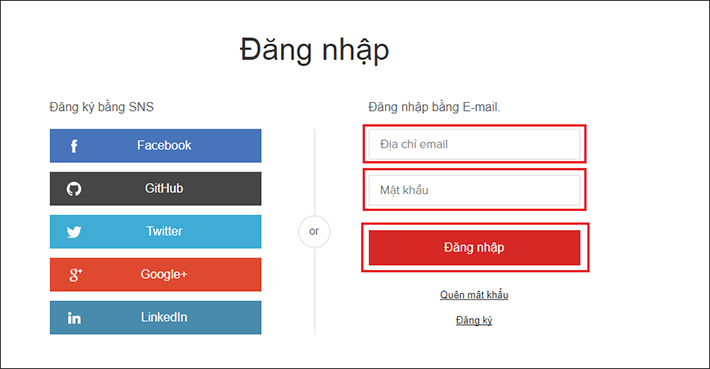 Đăng nhập
Đăng ký bằng SNS
Facebook
GitHub
Twitter
Google+
LinkedIn
or
Đăng nhập bằng E-mail.
Địa chỉ email
Mật khẩu
Đăng nhập
Quên mât khẩu
Đăng ký